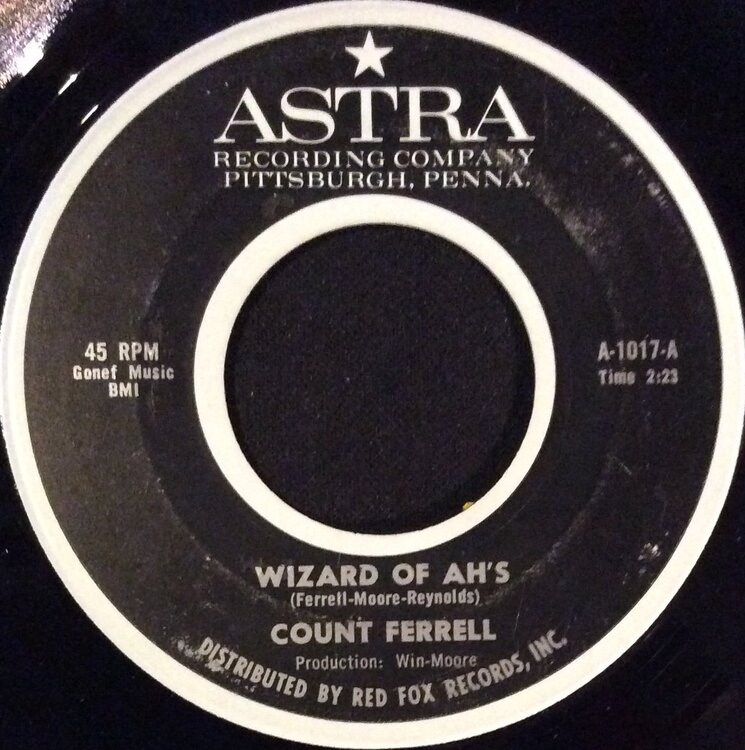 ASTRA
RECORDING COMPANY
PITTSBURGH, PENNA.
45 RPM
Gonef Music
BMI
A-1017-A
Time 2:23
WIZARD OF AH'S
(Ferrell-Moore-Reynolds)
COUNT FERRELL
Production: Win-Moore
DISTRIBUTED BY RED FOX RECORDS, INC.